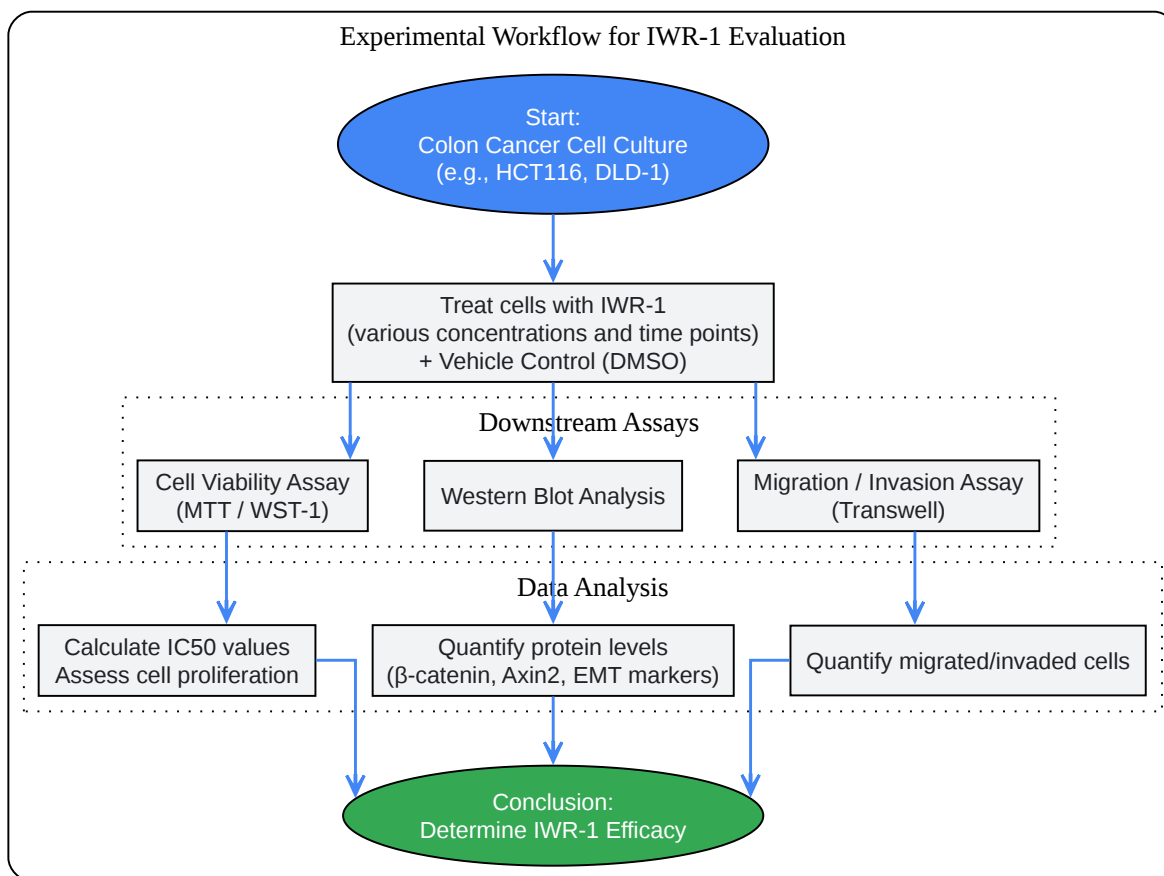 Experimental Workflow for IWR-1 Evaluation
Start:
Colon Cancer Cell Culture
(e.g., HCT116, DLD-1)
Treat cells with IWR-1
(various concentrations and time points)
+ Vehicle Control (DMSO)
Downstream Assays
Cell Viability Assay
(MTT / WST-1)
Western Blot Analysis
Migration / Invasion Assay
(Transwell)
Data Analysis
Calculate IC50 values
Assess cell proliferation
Quantify protein levels
(β-catenin, Axin2, EMT markers)
Quantify migrated/invaded cells
Conclusion:
Determine IWR-1 Efficacy